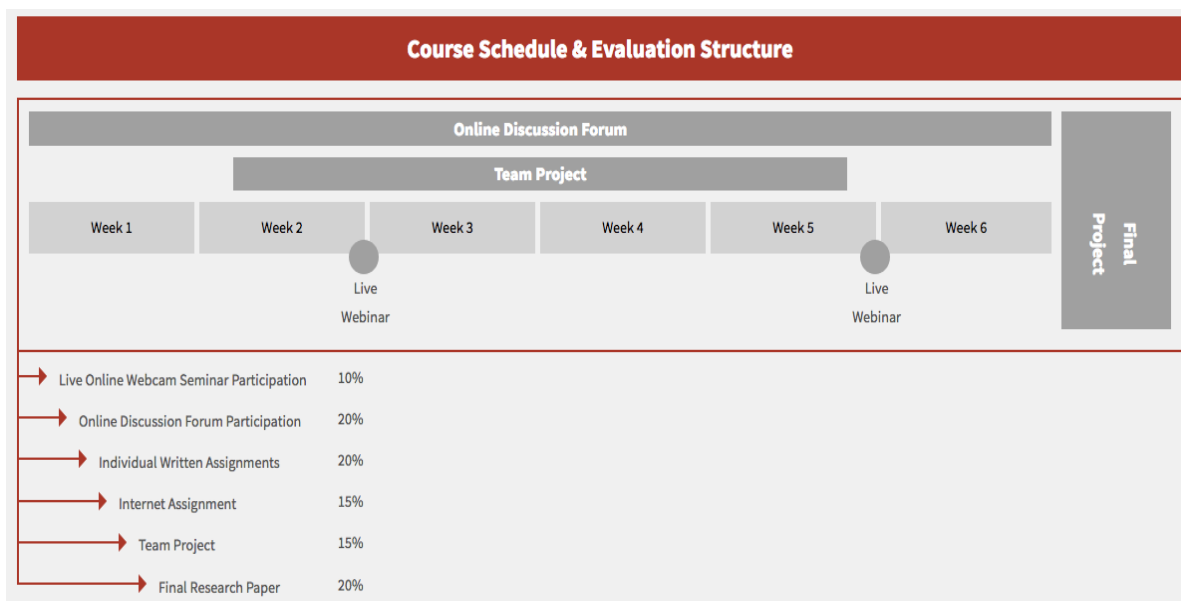 Course Schedule & Evaluation Structure
Online Discussion Forum
Team Project
Week 1 Week 2 Week 3 Week 4 Week 5 Week 6
Final
Project
Live
Webinar
Live
Webinar
Live Online Webcam Seminar Participation 10%
Online Discussion Forum Participation 20%
Individual Written Assignments 20%
Internet Assignment 15%
Team Project 15%
Final Research Paper 20%